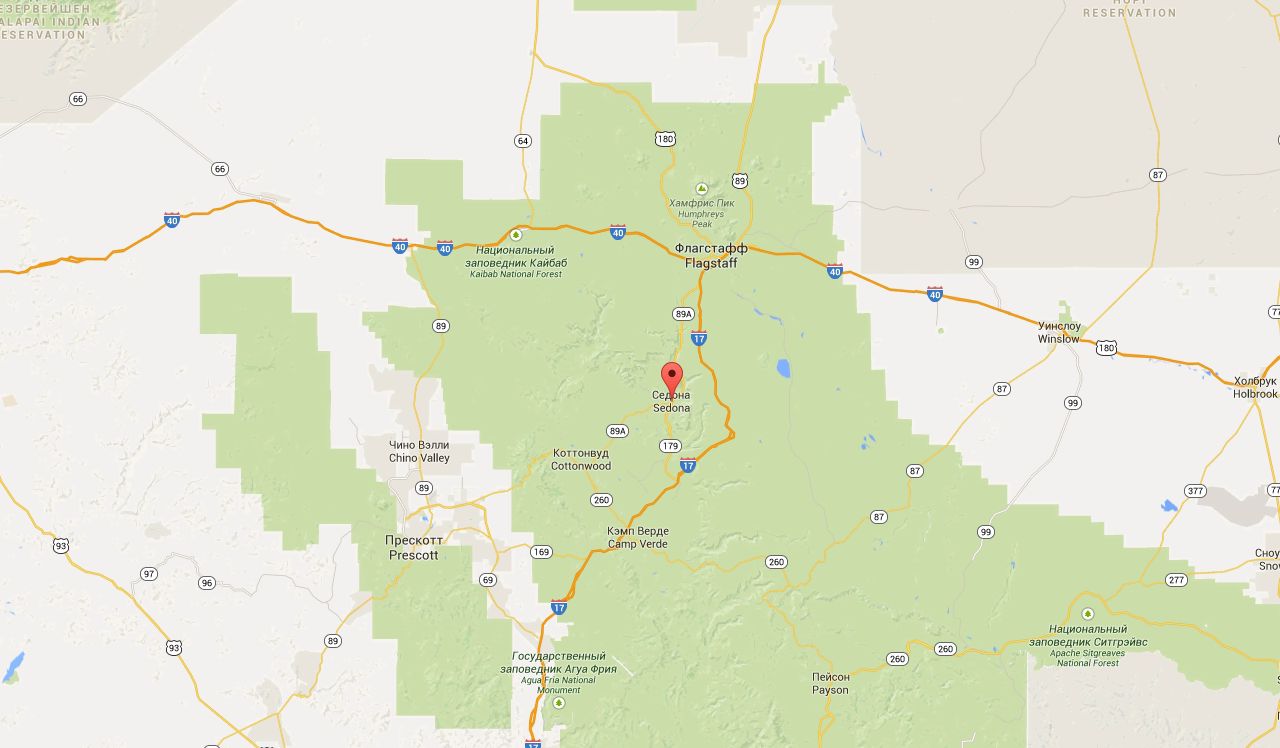 ЕЗЕРВЕЙШЕН
ALAPAI INDIAN
ESERVATION
RESERVATION
66
180
64
66
87
89
Хамфрис Пик
Humphreys
Peak
40
40
40
40
Национальный
заповедник Кайбаб
Kaibab National Forest
Флагстафф
Flagstaff
99
40
40
89A
89
17
Уинслоу
Winslow
77
180
Холбрук
Holbrook
87
99
Седона
Sedona
89A
179
Чино Вэлли
Chino Valley
Коттонвуд
Cottonwood
17
87
89
260
377
77
87
Кэмп Верде
Camp Verde
99
Прескотт
Prescott
93
169
260
Сноу
Snow
97
96
69
277
17
89
93
Национальный
заповедник Ситгрэйвс
Apache Sitgreaves
National Forest
260
260
Государственный
заповедник Агуа Фрия
Agua Fria National
Monument
Пейсон
Payson
17